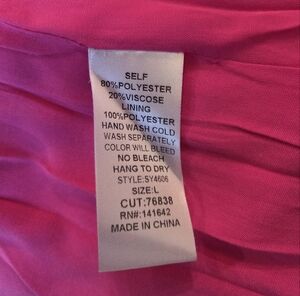 SELF
80%POLYESTER
20%VISCOSE
LINING
100%POLYESTER
HAND WASH COLD
WASH SEPARATELY
COLOR WILL BLEED
NO BLEACH
HANG TO DRY
STYLE:SY4606
SIZE:L
CUT:76838
RN#:141642
MADE IN CHINA